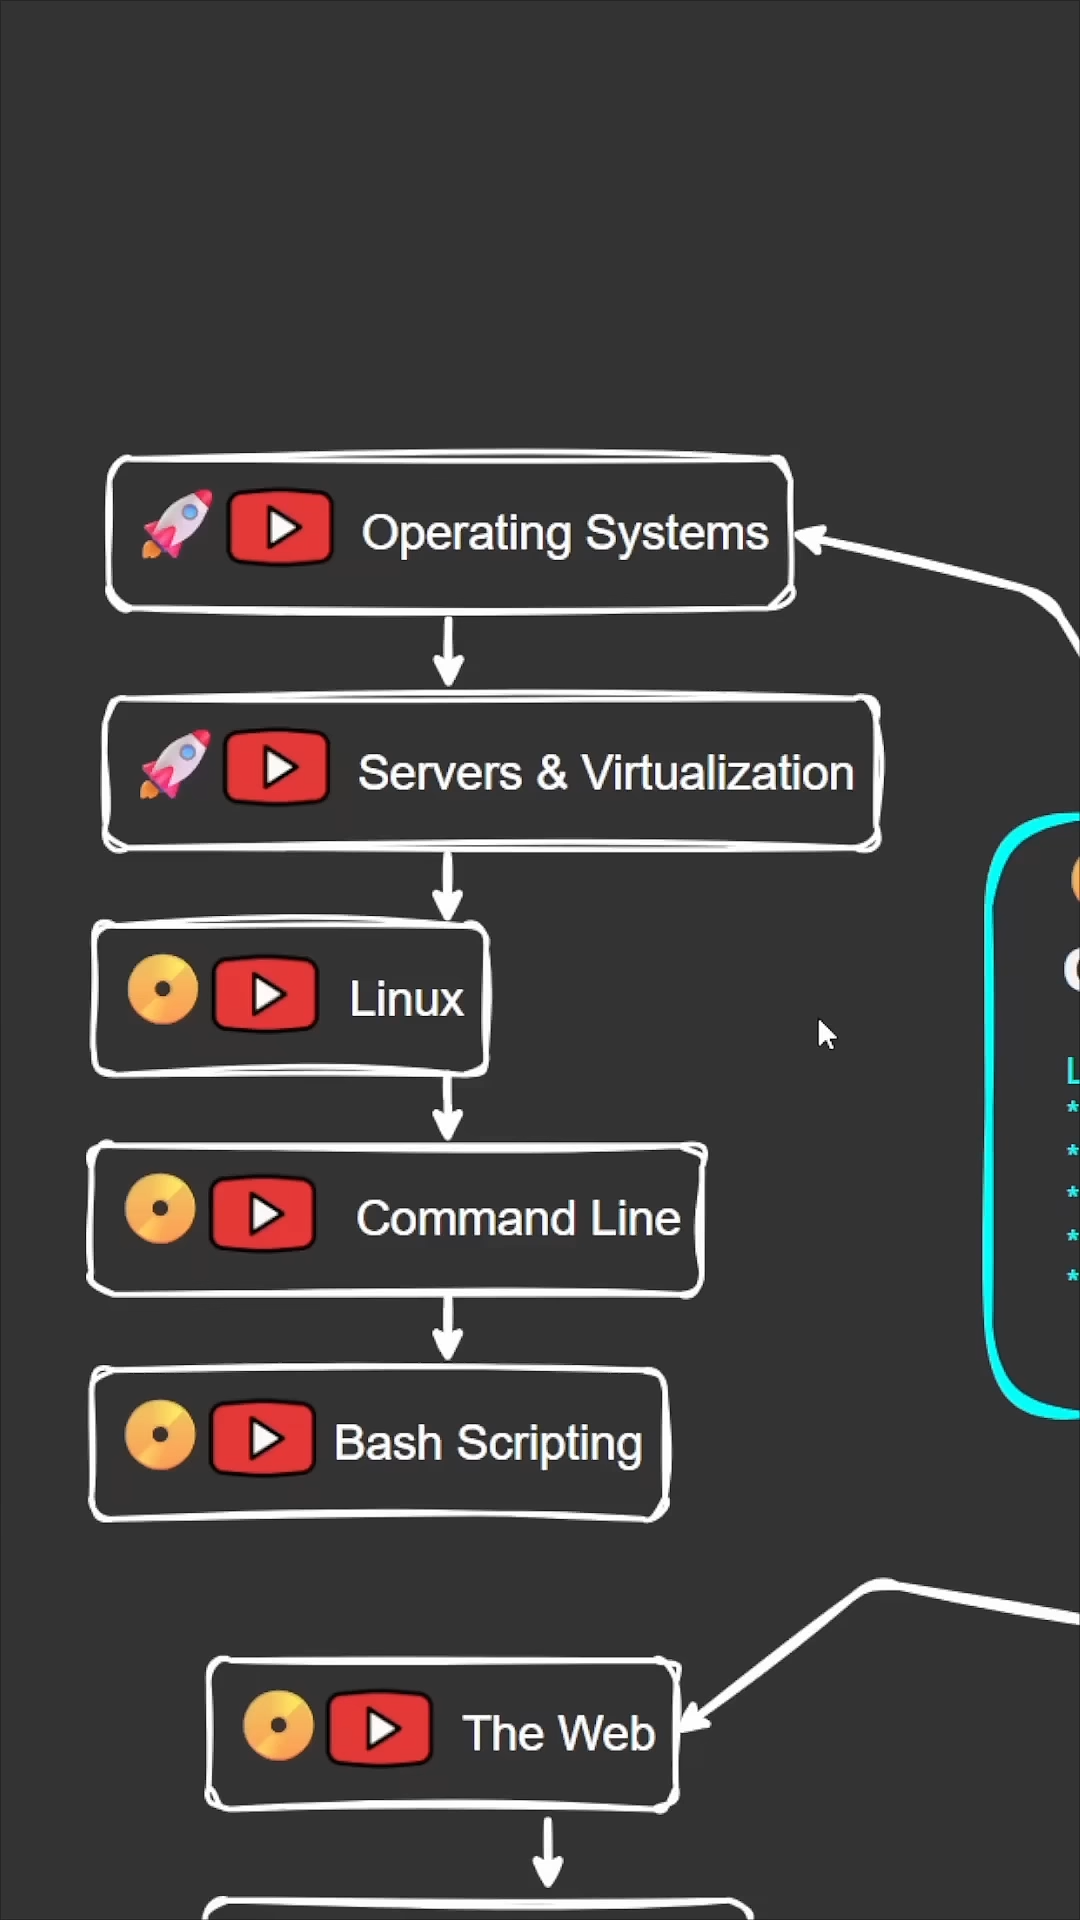 Operating Systems
Servers & Virtualization
Linux
Command Line
Bash Scripting
The Web